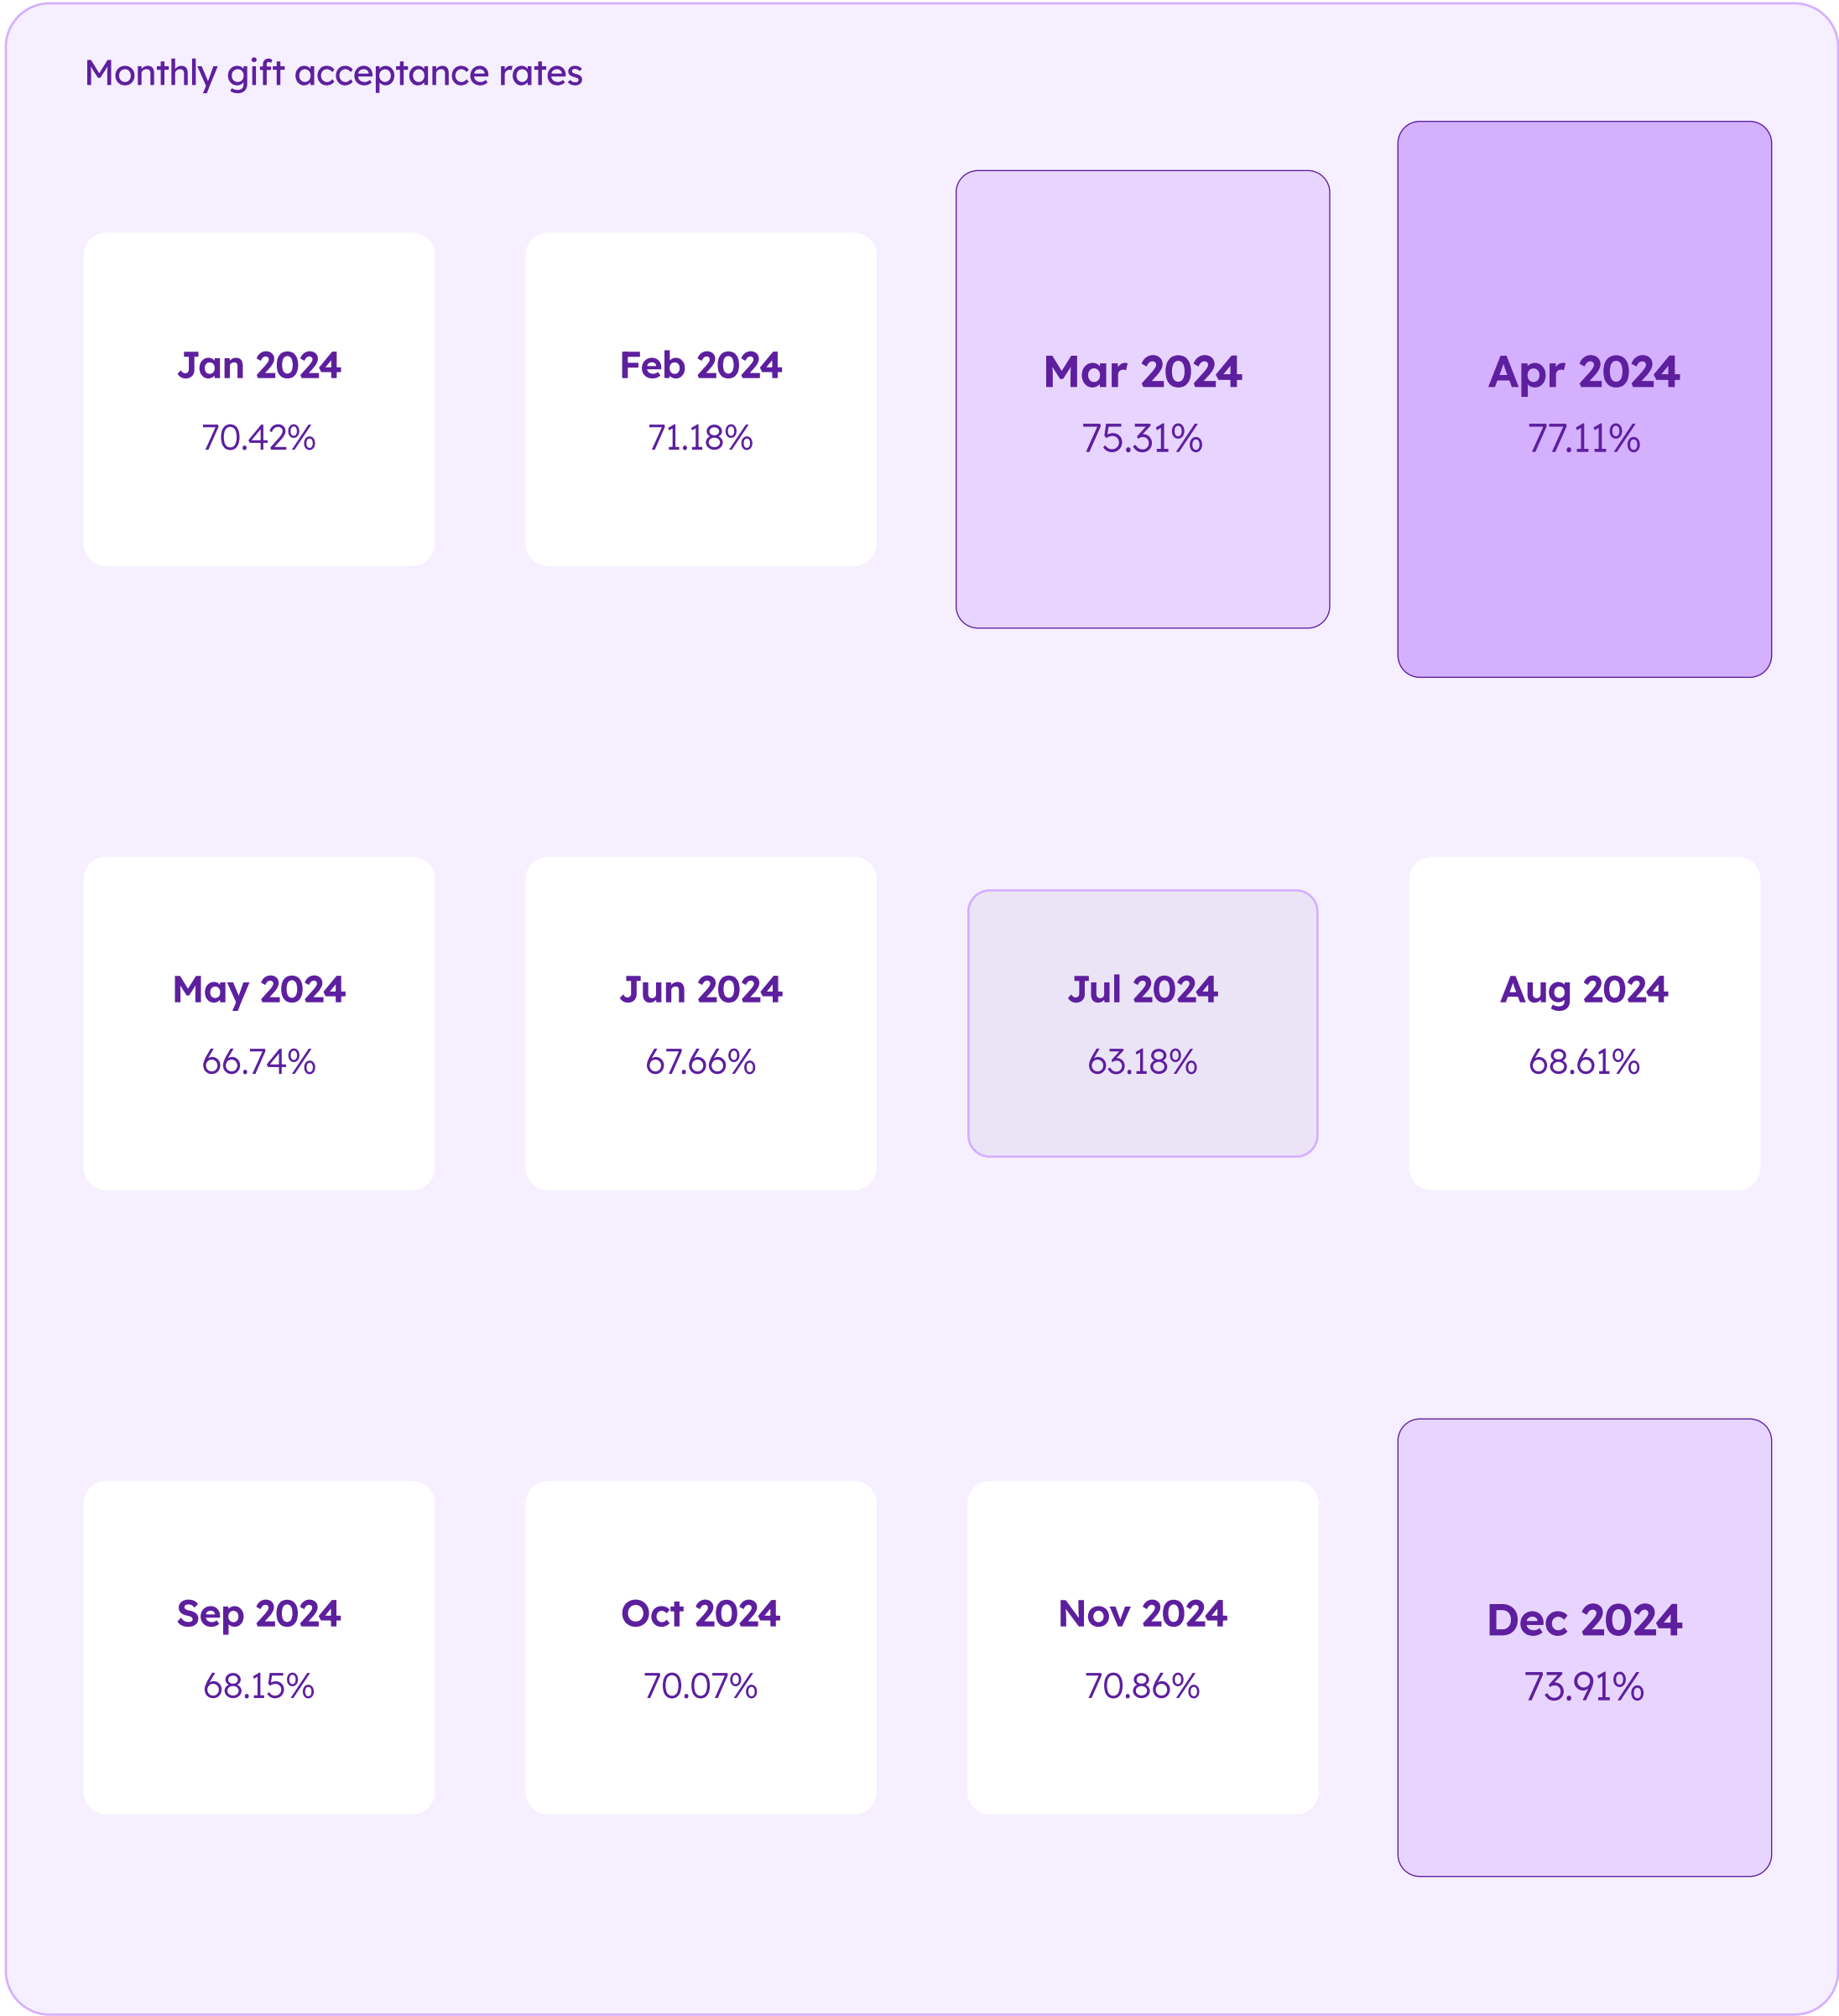 Monthly gift acceptance rates
Jan 2024
70.42%
Feb 2024
71.18%
Mar 2024
75.31%
Apr 2024
77.11%
May 2024
66.74%
Jun 2024
67.66%
Jul 2024
63.18%
Aug 2024
68.61%
Sep 2024
68.15%
Oct 2024
70.07%
Nov 2024
70.86%
Dec 2024
73.91%